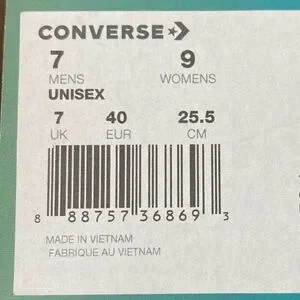 CONVERSE
7 9
MENS WOMENS
UNISEX
7 40 25.5
UK EUR CM
8 88757 36869 3
MADE IN VIETNAM
FABRIQUE AU VIETNAM